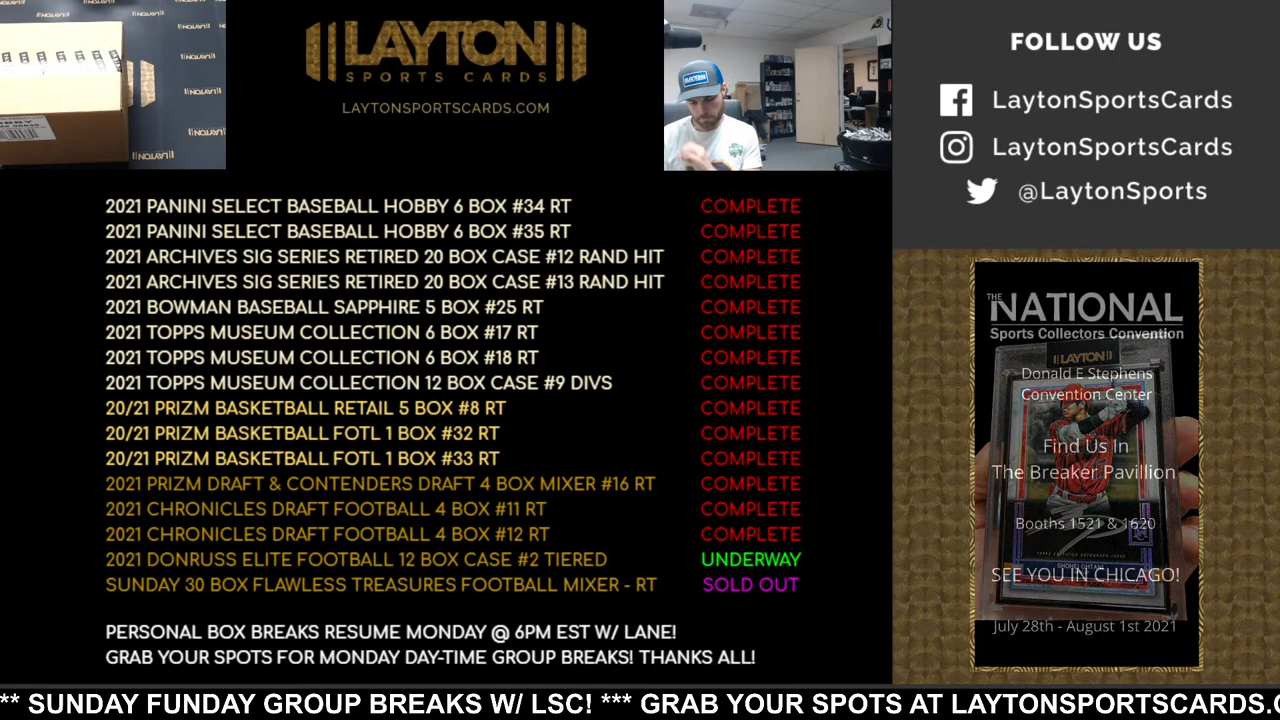 LAYTON
SPORTS CARDS
LAYTONSPORTSCARDS.COM
2021 PANINI SELECT BASEBALL HOBBY 6 BOX #34 RT COMPLETE
2021 PANINI SELECT BASEBALL HOBBY 6 BOX #35 RT COMPLETE
2021 ARCHIVES SIG SERIES RETIRED 20 BOX CASE #12 RAND HIT COMPLETE
2021 ARCHIVES SIG SERIES RETIRED 20 BOX CASE #13 RAND HIT COMPLETE
2021 BOWMAN BASEBALL SAPPHIRE 5 BOX #25 RT COMPLETE
2021 TOPPS MUSEUM COLLECTION 6 BOX #17 RT COMPLETE
2021 TOPPS MUSEUM COLLECTION 6 BOX #18 RT COMPLETE
2021 TOPPS MUSEUM COLLECTION 12 BOX CASE #9 DIVS COMPLETE
20/21 PRIZM BASKETBALL RETAIL 5 BOX #8 RT COMPLETE
20/21 PRIZM BASKETBALL FOTL 1 BOX #32 RT COMPLETE
20/21 PRIZM BASKETBALL FOTL 1 BOX #33 RT COMPLETE
2021 PRIZM DRAFT & CONTENDERS DRAFT 4 BOX MIXER #16 RT COMPLETE
2021 CHRONICLES DRAFT FOOTBALL 4 BOX #11 RT COMPLETE
2021 CHRONICLES DRAFT FOOTBALL 4 BOX #12 RT COMPLETE
2021 DONRUSS ELITE FOOTBALL 12 BOX CASE #2 TIERED UNDERWAY
SUNDAY 30 BOX FLAWLESS TREASURES FOOTBALL MIXER - RT SOLD OUT
PERSONAL BOX BREAKS RESUME MONDAY @ 6PM EST W/ LANE!
GRAB YOUR SPOTS FOR MONDAY DAY-TIME GROUP BREAKS! THANKS ALL!
FOLLOW US
LaytonSportsCards
LaytonSportsCards
@LaytonSports
THE
NATIONAL
Sports Collectors Convention
LAYTON
Donald E Stephens
Convention Center
Find Us In
The Breaker Pavillion
Booths 1521 & 1620
SEE YOU IN CHICAGO!
July 28th - August 1st 2021
** SUNDAY FUNDAY GROUP BREAKS W/ LSC! *** GRAB YOUR SPOTS AT LAYTONSPORTSCARDS.C